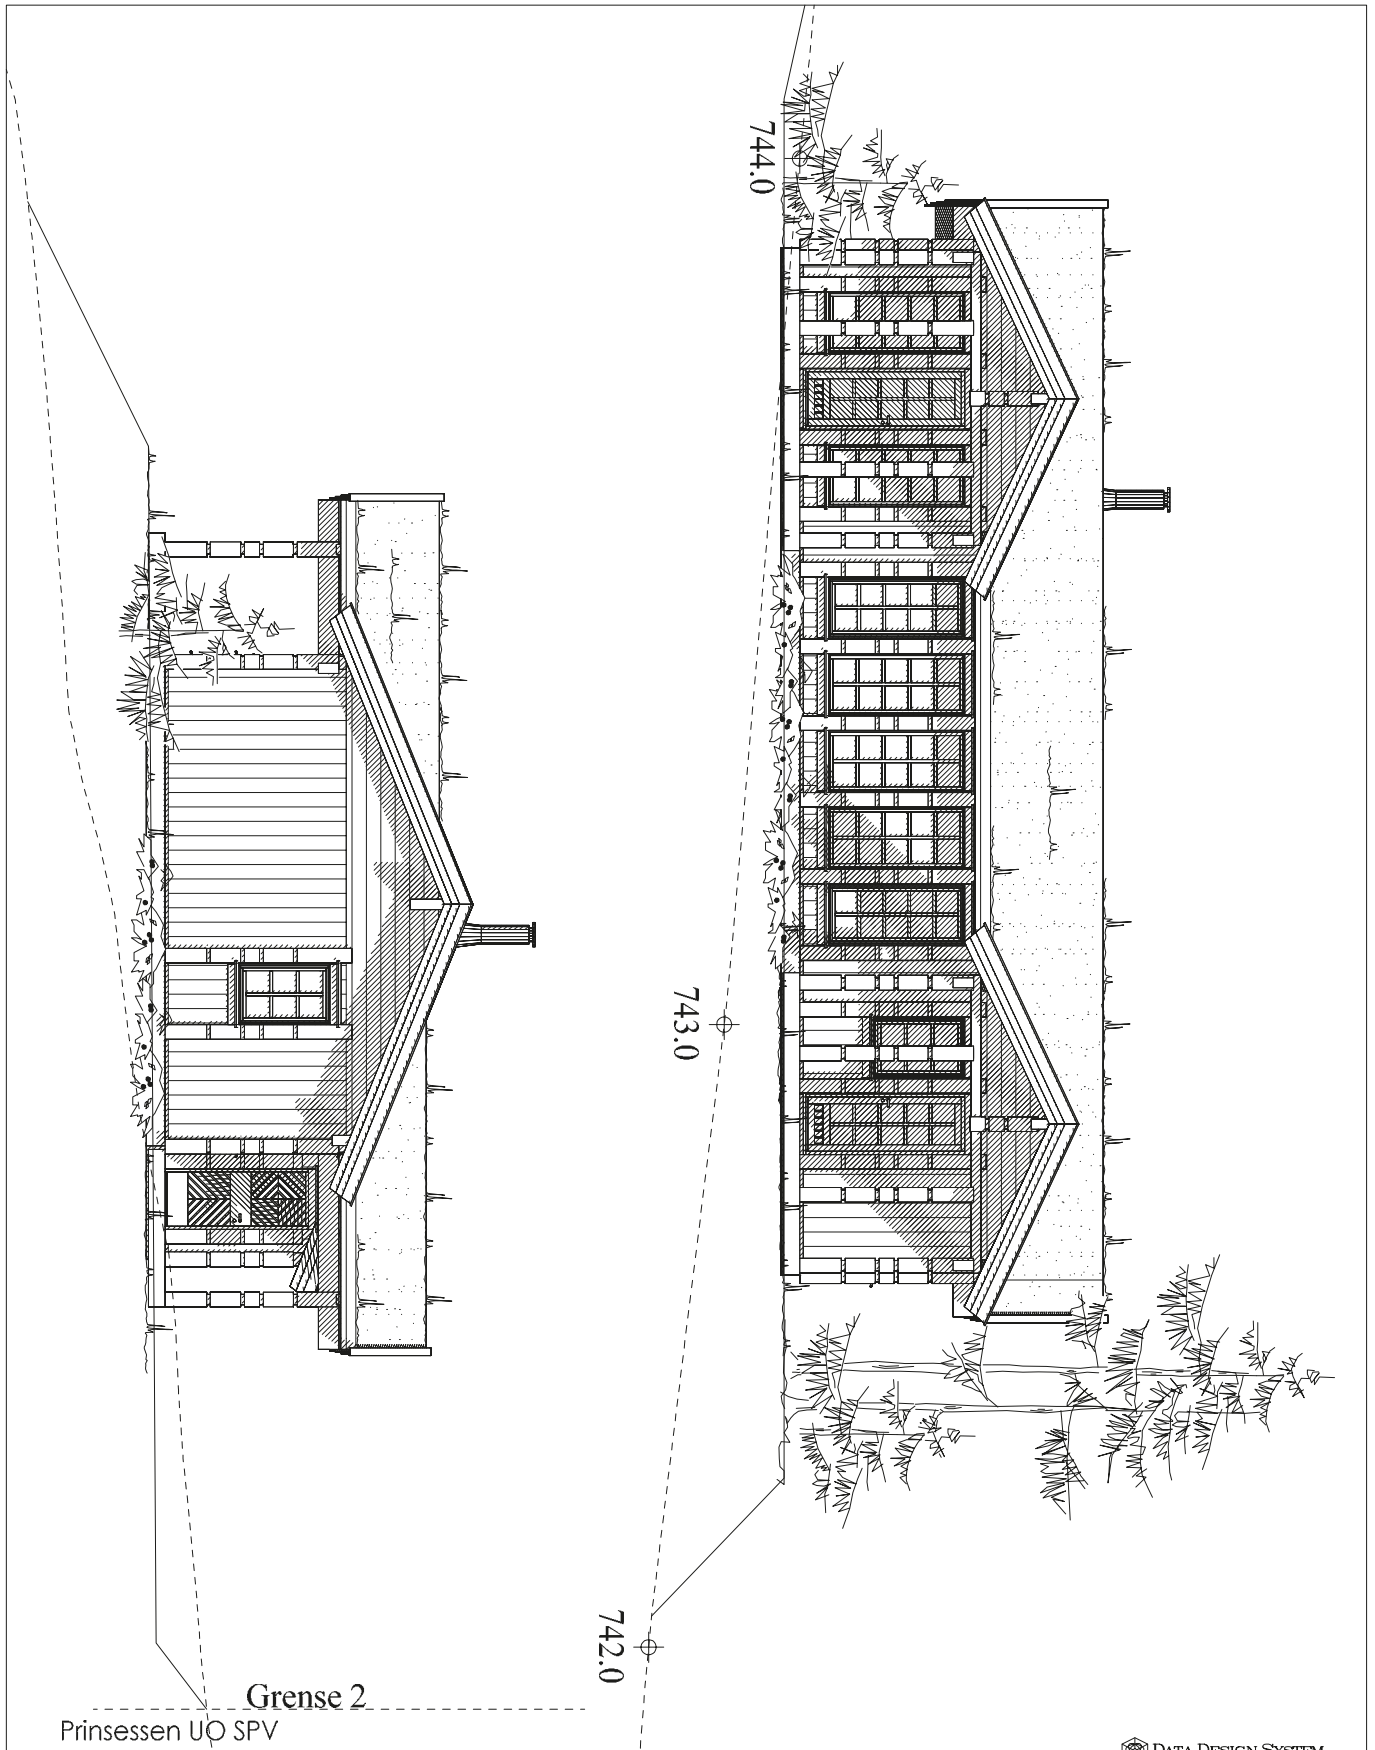 744.0
743.0
742.0
Grense 2
Prinsessen UO SPV
DATA DESIGN SYSTEM